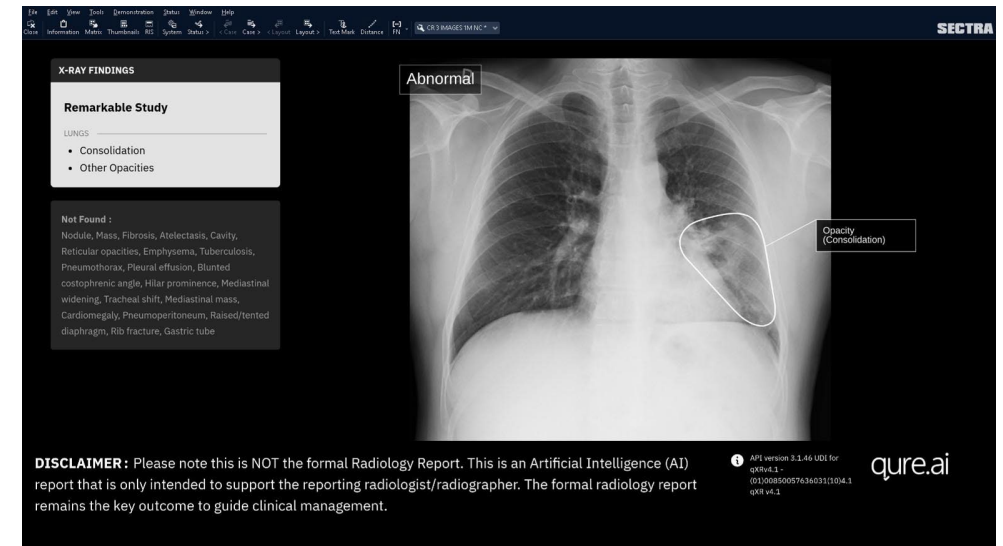 File Edit View Tools Demonstration Status Window Help
Close Information Matrix Thumbnails RIS System Status > < Case Case > < Layout Layout > Text Mark Distance FN CR 3 IMAGES 1M NC *
SECTRA
X-RAY FINDINGS
Remarkable Study
LUNGS
• Consolidation
• Other Opacities
Not Found :
Nodule, Mass, Fibrosis, Atelectasis, Cavity,
Reticular opacities, Emphysema, Tuberculosis,
Pneumothorax, Pleural effusion, Blunted
costophrenic angle, Hilar prominence, Mediastinal
widening, Tracheal shift, Mediastinal mass,
Cardiomegaly, Pneumoperitoneum, Raised/tented
diaphragm, Rib fracture, Gastric tube
Abnormal
Opacity
(Consolidation)
DISCLAIMER : Please note this is NOT the formal Radiology Report. This is an Artificial Intelligence (AI)
report that is only intended to support the reporting radiologist/radiographer. The formal radiology report
remains the key outcome to guide clinical management.
API version 3.1.46 UDI for
qXRv4.1 -
(01)00850057636031(10)4.1
qXR v4.1
qure.ai